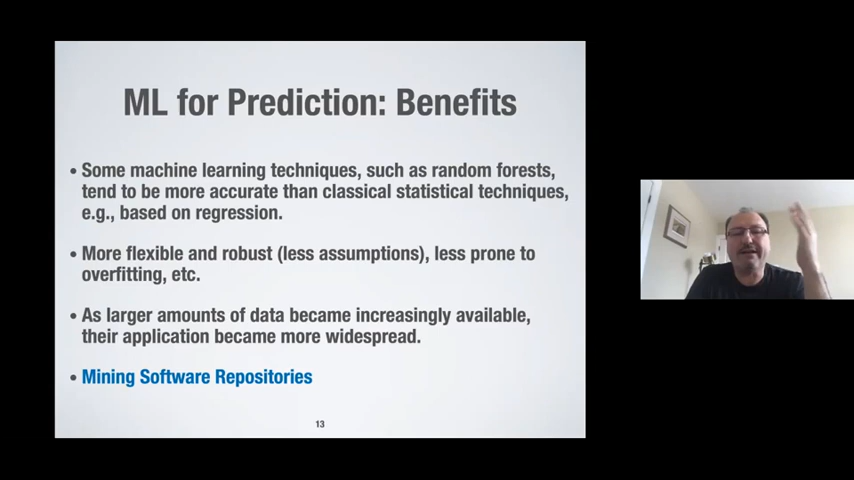 ML for Prediction: Benefits
• Some machine learning techniques, such as random forests,
tend to be more accurate than classical statistical techniques,
e.g., based on regression.
• More flexible and robust (less assumptions), less prone to
overfitting, etc.
• As larger amounts of data became increasingly available,
their application became more widespread.
• Mining Software Repositories
13